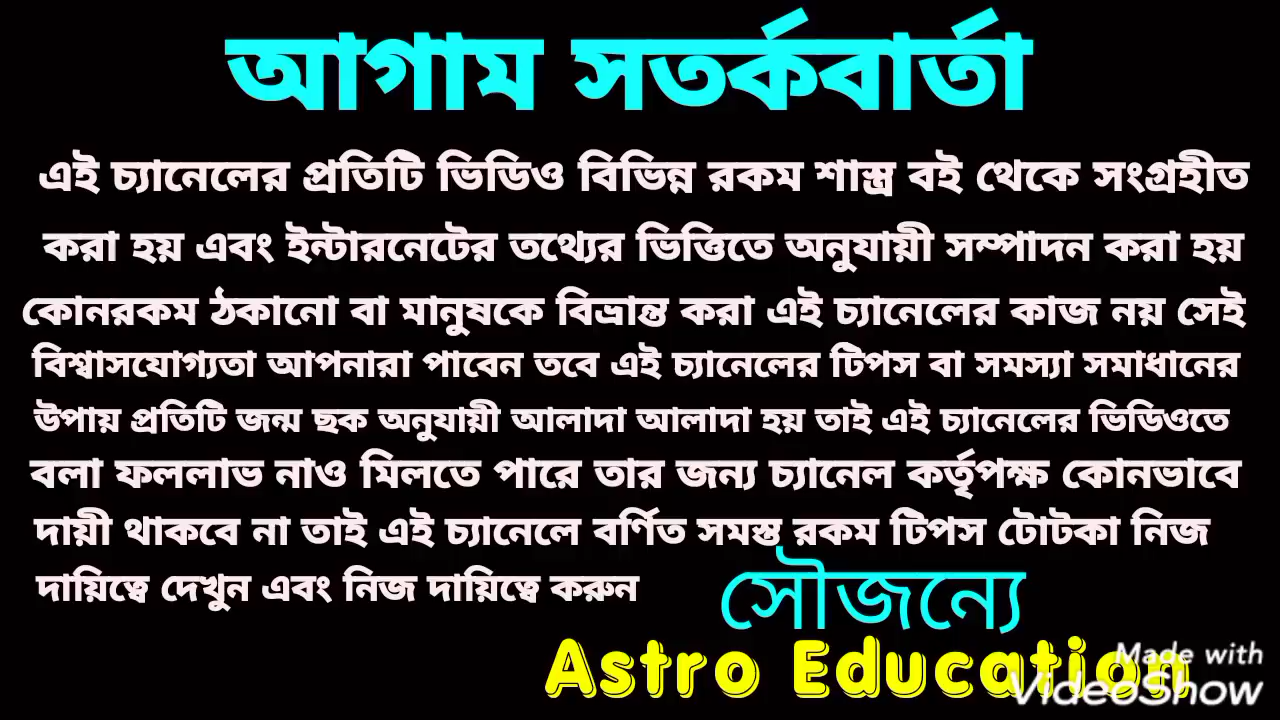 আগাম সতর্কবার্তা
এই চ্যানেলের প্রতিটি ভিডিও বিভিন্ন রকম শাস্ত্র বই থেকে সংগ্রহীত
করা হয় এবং ইন্টারনেটের তথ্যের ভিত্তিতে অনুযায়ী সম্পাদন করা হয়
কোনরকম ঠকানো বা মানুষকে বিভ্রান্ত করা এই চ্যানেলের কাজ নয় সেই
বিশ্বাসযোগ্যতা আপনারা পাবেন তবে এই চ্যানেলের টিপস বা সমস্যা সমাধানের
উপায় প্রতিটি জন্ম ছক অনুযায়ী আলাদা আলাদা হয় তাই এই চ্যানেলের ভিডিওতে
বলা ফললাভ নাও মিলতে পারে তার জন্য চ্যানেল কর্তৃপক্ষ কোনভাবে
দায়ী থাকবে না তাই এই চ্যানেলে বর্ণিত সমস্ত রকম টিপস টোটকা নিজ
দায়িত্বে দেখুন এবং নিজ দায়িত্বে করুন
সৌজন্যে
Astro Education
Made with
VideoShow